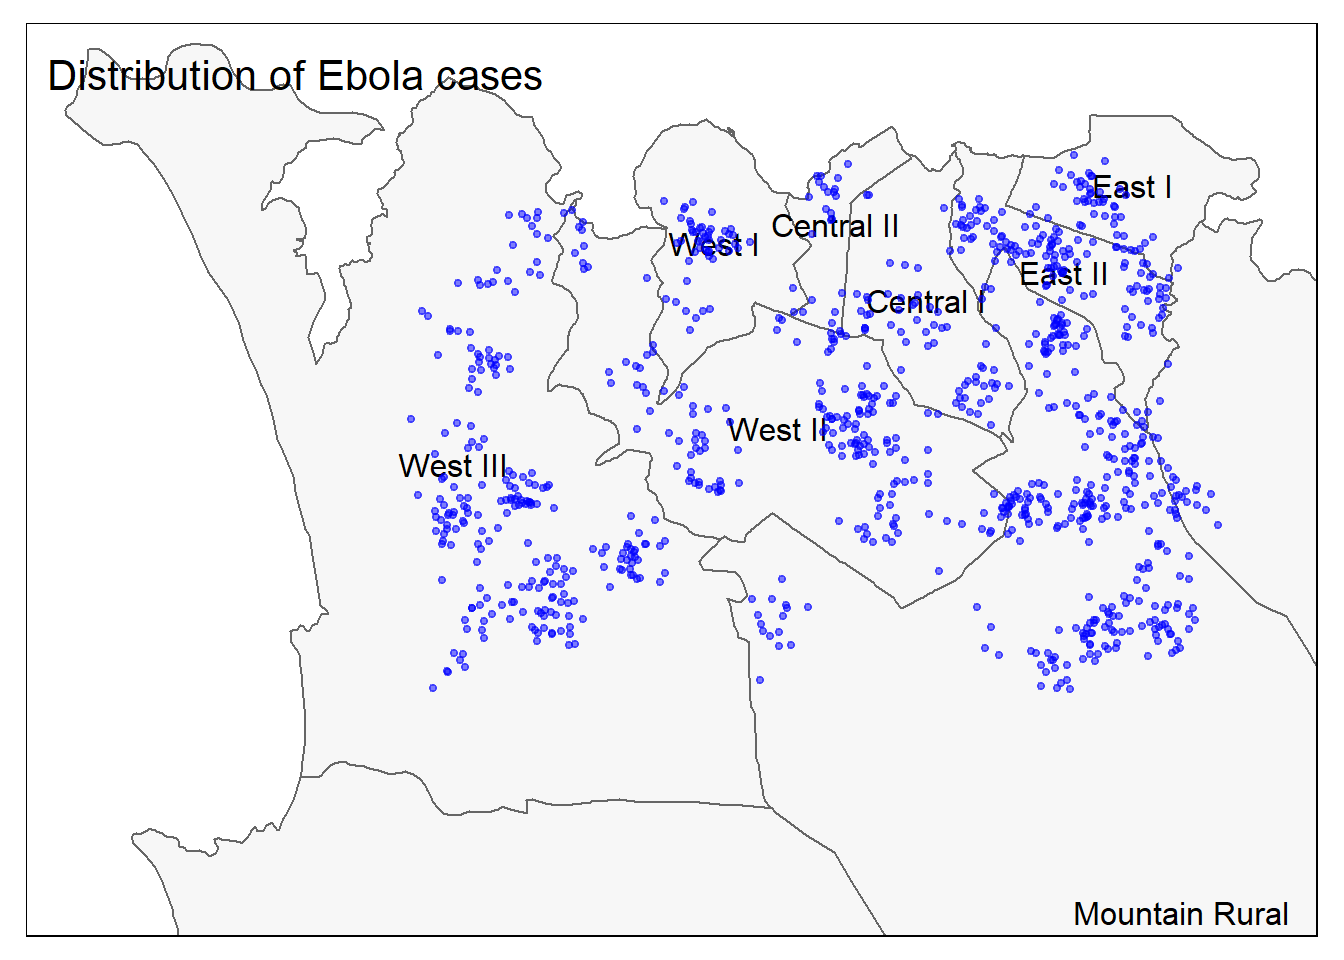 Distribution of Ebola cases
East I
Central II
West I
East II
Central I
West II
West III
Mountain Rural